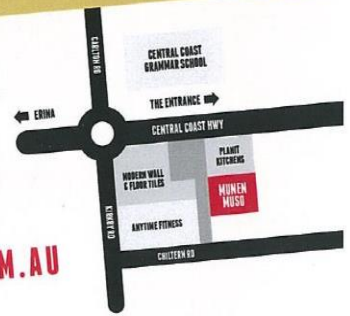 CARLTON RD
CENTRAL COAST
GRAMMAR SCHOOL
ERINA
THE ENTRANCE
CENTRAL COAST HWY
MODERN WALL
& FLOOR TILES
PLANIT
KITCHENS
MUNEN
MUSO
KIRKBY RD
ANYTIME FITNESS
CHILTERN RD
M.AU